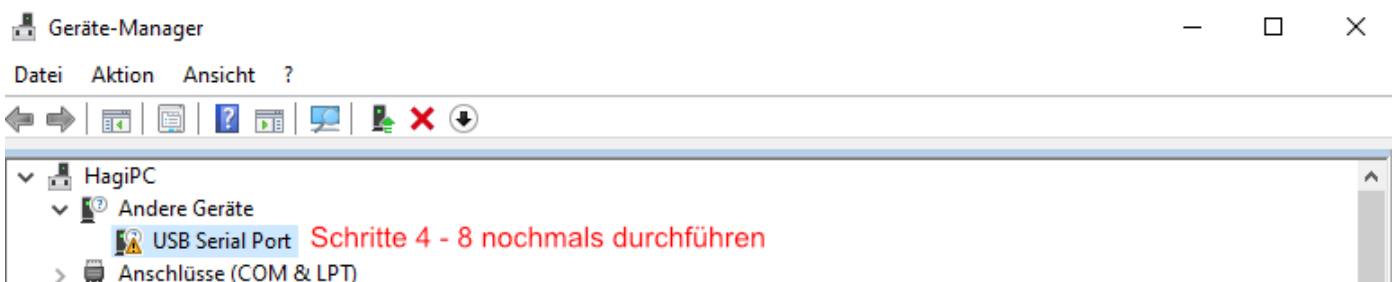 Geräte-Manager
Datei Aktion Ansicht ?
HagiPC
Andere Geräte
USB Serial Port Schritte 4 - 8 nochmals durchführen
Anschlüsse (COM & LPT)